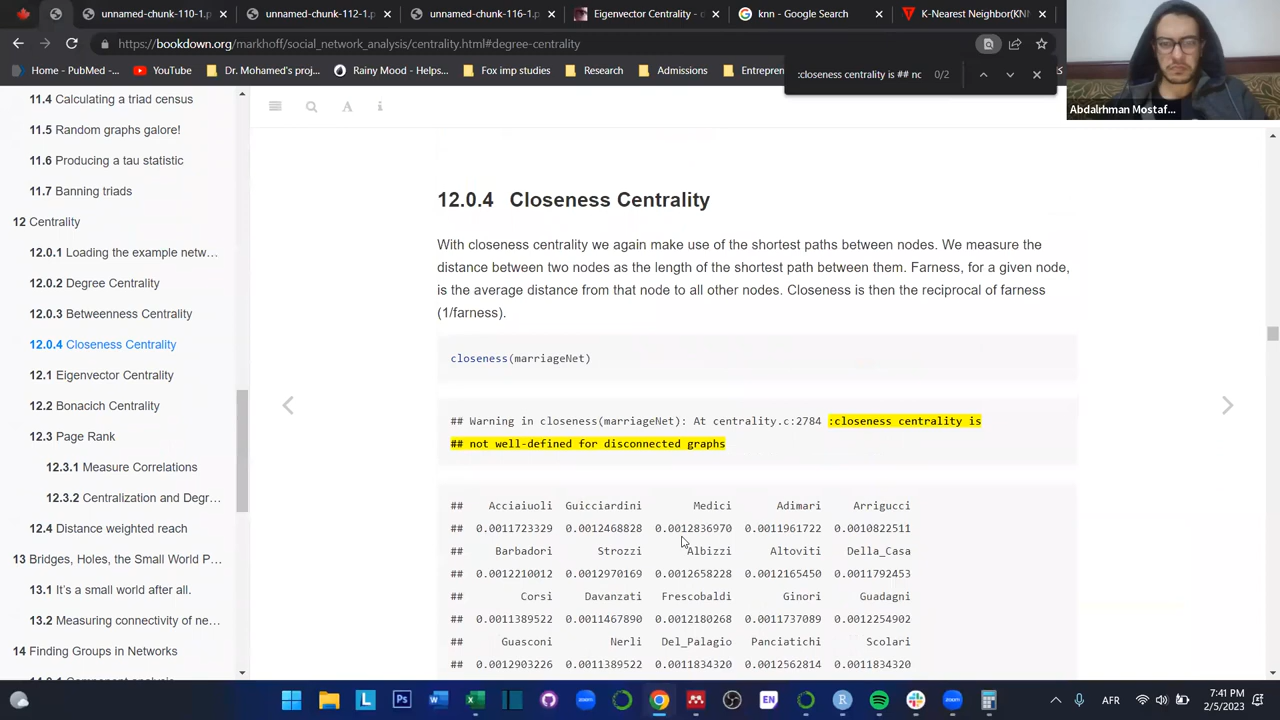 unnamed-chunk-110-1.p
unnamed-chunk-112-1.p
unnamed-chunk-116-1.p
Eigenvector Centrality - c
knn - Google Search
K-Nearest Neighbor(KNN
https://bookdown.org/markhoff/social_network_analysis/centrality.html#degree-centrality
Home - PubMed -...
YouTube
Dr. Mohamed's proj...
Rainy Mood - Helpin...
Fox imp studies
Research
Admissions
Entrepren
:closeness centrality is ## nc
0/2
Abdalrhman Mostaf...
11.4 Calculating a triad census
11.5 Random graphs galore!
11.6 Producing a tau statistic
11.7 Banning triads
12 Centrality
12.0.1 Loading the example netw...
12.0.2 Degree Centrality
12.0.3 Betweenness Centrality
12.0.4 Closeness Centrality
12.1 Eigenvector Centrality
12.2 Bonacich Centrality
12.3 Page Rank
12.3.1 Measure Correlations
12.3.2 Centralization and Degr...
12.4 Distance weighted reach
13 Bridges, Holes, the Small World P...
13.1 It's a small world after all.
13.2 Measuring connectivity of ne...
14 Finding Groups in Networks
12.0.4 Closeness Centrality
With closeness centrality we again make use of the shortest paths between nodes. We measure the
distance between two nodes as the length of the shortest path between them. Farness, for a given node,
is the average distance from that node to all other nodes. Closeness is then the reciprocal of farness
(1/farness).
closeness(marriageNet)
## Warning in closeness(marriageNet): At centrality.c:2784 :closeness centrality is
## not well-defined for disconnected graphs
## Acciaiuoli Guicciardini Medici Adimari Arrigucci
## 0.0011723329 0.0012468828 0.0012836970 0.0011961722 0.0010822511
## Barbadori Strozzi Albizzi Altoviti Della_Casa
## 0.0012210012 0.0012970169 0.0012658228 0.0012165450 0.0011792453
## Corsi Davanzati Frescobaldi Ginori Guadagni
## 0.0011389522 0.0011467890 0.0012180268 0.0011737089 0.0012254902
## Guasconi Nerli Del_Palagio Panciatichi Scolari
## 0.0012903226 0.0011389522 0.0011834320 0.0012562814 0.0011834320
AFR
7:41 PM
2/5/2023